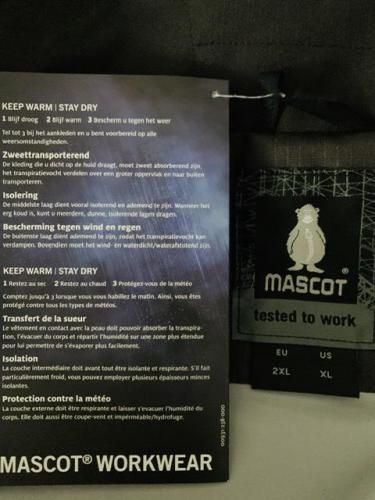 KEEP WARM | STAY DRY
1 Blijf droog 2 Blijf warm 3 Bescherm u tegen het weer
Tel tot 3 bij het aankleden en u bent voorbereid op alle
weersomstandigheden.
Zweettransporterend
De kleding die u dicht op de huid draagt, moet zweet absorberend zijn,
het transpiratievocht verdelen over een groter oppervlak en naar buiten
transporteren.
Isolering
De middelste laag dient vooral isolerend en ademend te zijn. Wanneer het
erg koud is, kunt u meerdere, dunne, isolerende lagen dragen.
Bescherming tegen wind en regen
De buitenste laag dient ademend te zijn, zodat het transpiratievocht kan
verdampen. Bovendien moet het wind- en waterdicht/waterafstotend zijn.
KEEP WARM | STAY DRY
1 Restez au sec 2 Restez au chaud 3 Protégez-vous de la météo
Comptez jusqu'à 3 lorsque vous vous habillez le matin. Ainsi, vous êtes
protégé contre tous les types de météos.
Transfert de la sueur
Le vêtement en contact avec la peau doit pouvoir absorber la transpira-
tion, l'évacuer du corps et répartir l'humidité sur une zone plus étendue
pour lui permettre de s'évaporer plus facilement.
Isolation
La couche intermédiaire doit avant tout être isolante et respirante. S'il fait
particulièrement froid, vous pouvez employer plusieurs épaisseurs minces
isolantes.
Protection contre la météo
La couche externe doit être respirante et laisser s'évacuer l'humidité du
corps. Elle doit aussi être coupe-vent et imperméable/hydrofuge.
MASCOT® WORKWEAR
MASCOT®
tested to work
EU US
2XL XL